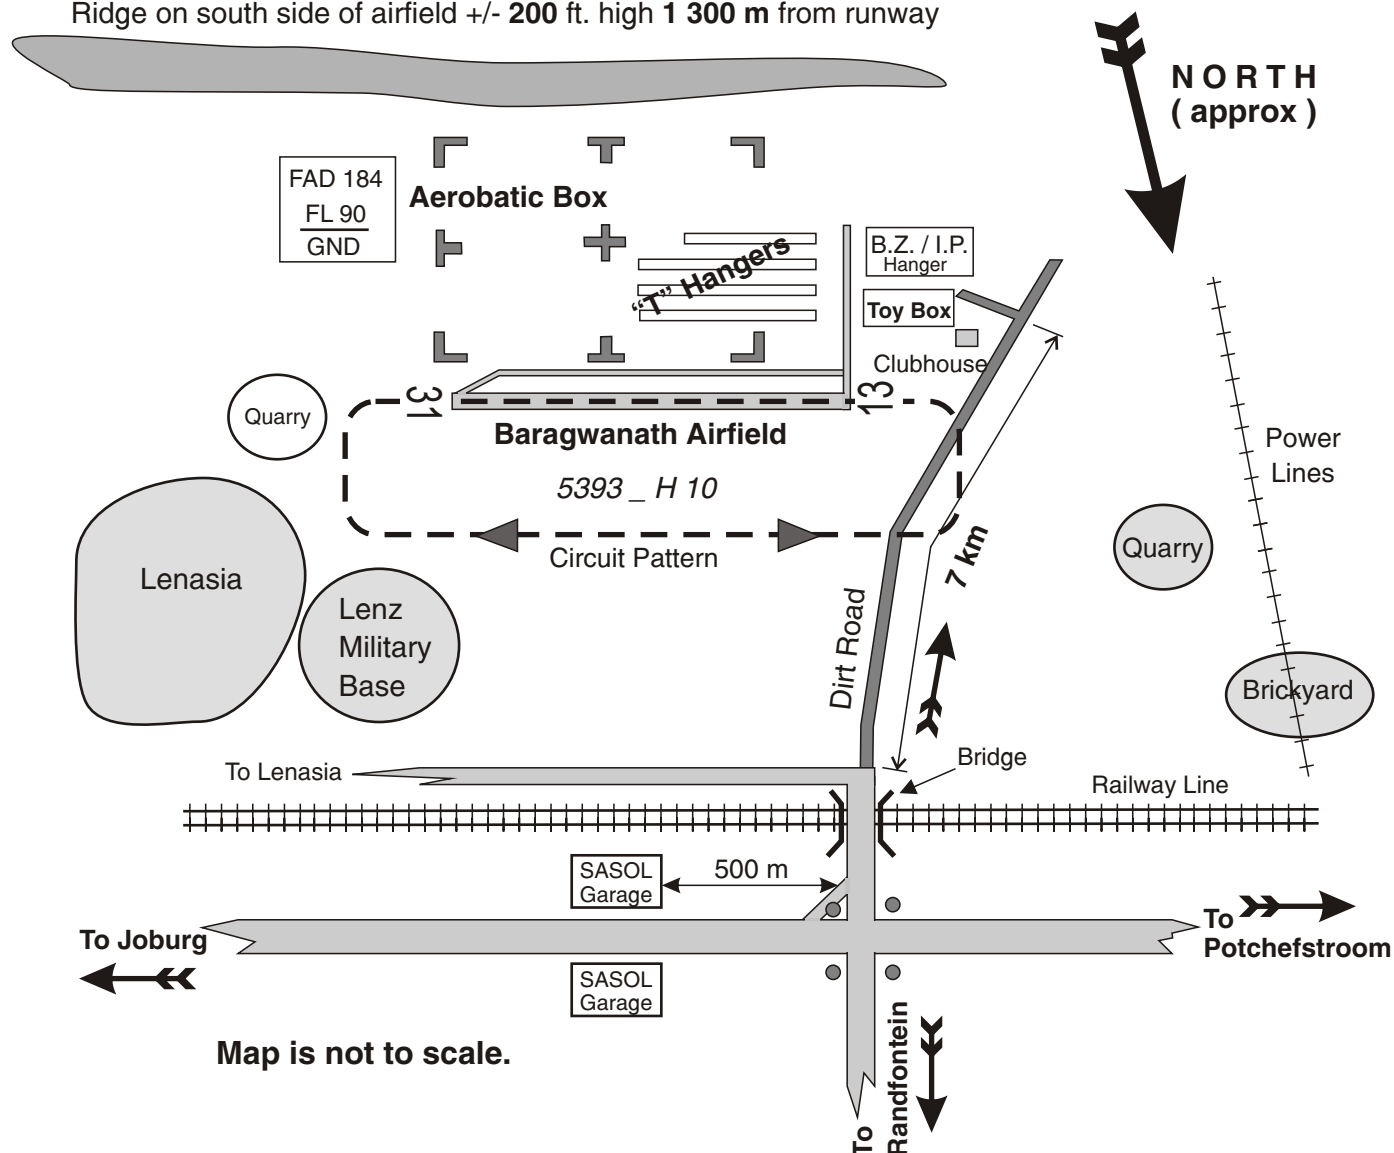 Ridge on south side of airfield +/- 200 ft. high 1 300 m from runway
NORTH
( approx )
FAD 184
FL 90
GND
Aerobatic Box
"T" Hangers
B.Z. / I.P.
Hanger
Toy Box
Clubhouse
31
13
Quarry
Baragwanath Airfield
5393 _ H 10
Circuit Pattern
Power
Lines
Quarry
7 km
Lenasia
Lenz
Military
Base
Dirt Road
Brickyard
To Lenasia
Bridge
Railway Line
SASOL
Garage
500 m
To Joburg
To
Potchefstroom
SASOL
Garage
To
Randfontein
Map is not to scale.